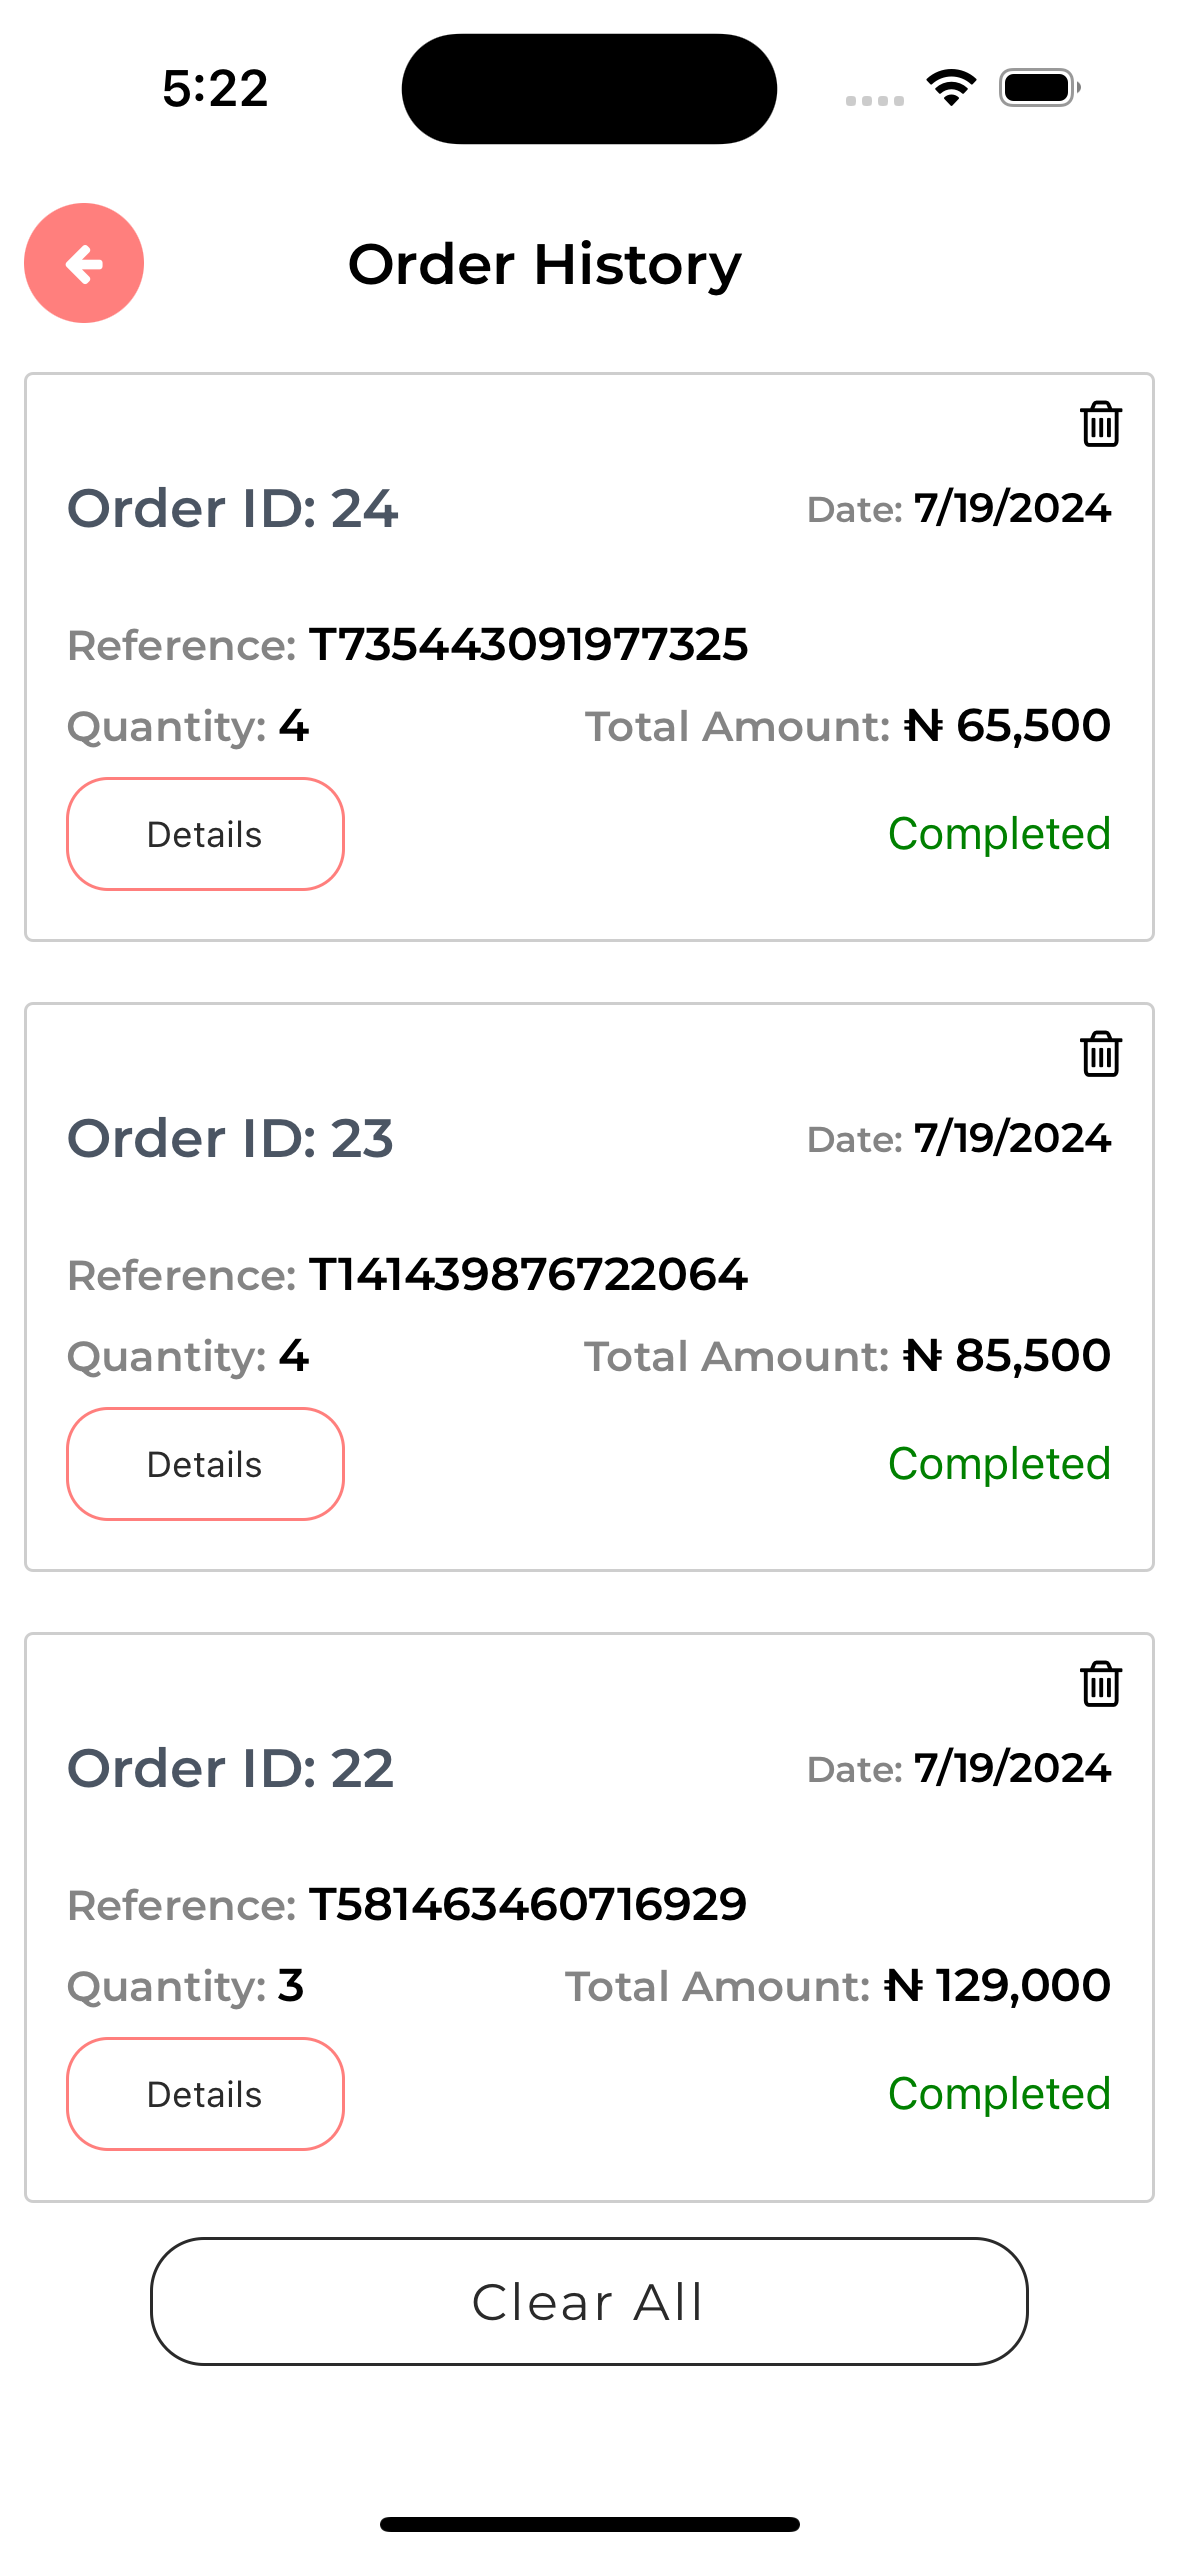 5:22
Order History
Order ID: 24 Date: 7/19/2024
Reference: T735443091977325
Quantity: 4 Total Amount: ₦ 65,500
Details Completed
Order ID: 23 Date: 7/19/2024
Reference: T141439876722064
Quantity: 4 Total Amount: ₦ 85,500
Details Completed
Order ID: 22 Date: 7/19/2024
Reference: T581463460716929
Quantity: 3 Total Amount: ₦ 129,000
Details Completed
Clear All